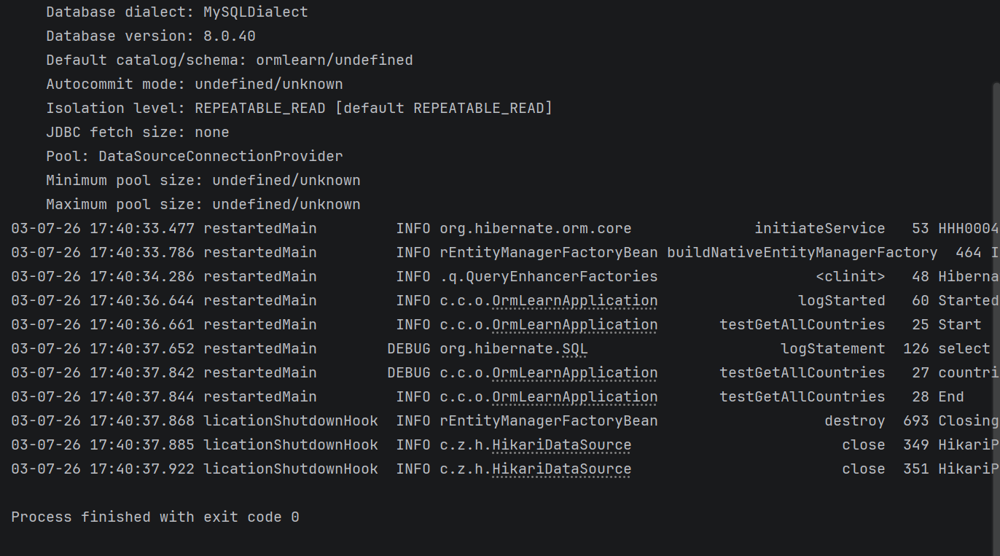 Database dialect: MySQLDialect
Database version: 8.0.40
Default catalog/schema: ormlearn/undefined
Autocommit mode: undefined/unknown
Isolation level: REPEATABLE_READ [default REPEATABLE_READ]
JDBC fetch size: none
Pool: DataSourceConnectionProvider
Minimum pool size: undefined/unknown
Maximum pool size: undefined/unknown
03-07-26 17:40:33.477 restartedMain INFO org.hibernate.orm.core initiateService 53 HHH0004
03-07-26 17:40:33.786 restartedMain INFO rEntityManagerFactoryBean buildNativeEntityManagerFactory 464 I
03-07-26 17:40:34.286 restartedMain INFO .q.QueryEnhancerFactories <clinit> 48 Hiberna
03-07-26 17:40:36.644 restartedMain INFO c.c.o.OrmLearnApplication logStarted 60 Started
03-07-26 17:40:36.661 restartedMain INFO c.c.o.OrmLearnApplication testGetAllCountries 25 Start
03-07-26 17:40:37.652 restartedMain DEBUG org.hibernate.SQL logStatement 126 select
03-07-26 17:40:37.842 restartedMain DEBUG c.c.o.OrmLearnApplication testGetAllCountries 27 countri
03-07-26 17:40:37.844 restartedMain INFO c.c.o.OrmLearnApplication testGetAllCountries 28 End
03-07-26 17:40:37.868 licationShutdownHook INFO rEntityManagerFactoryBean destroy 693 Closing
03-07-26 17:40:37.885 licationShutdownHook INFO c.z.h.HikariDataSource close 349 HikariP
03-07-26 17:40:37.922 licationShutdownHook INFO c.z.h.HikariDataSource close 351 HikariP
Process finished with exit code 0